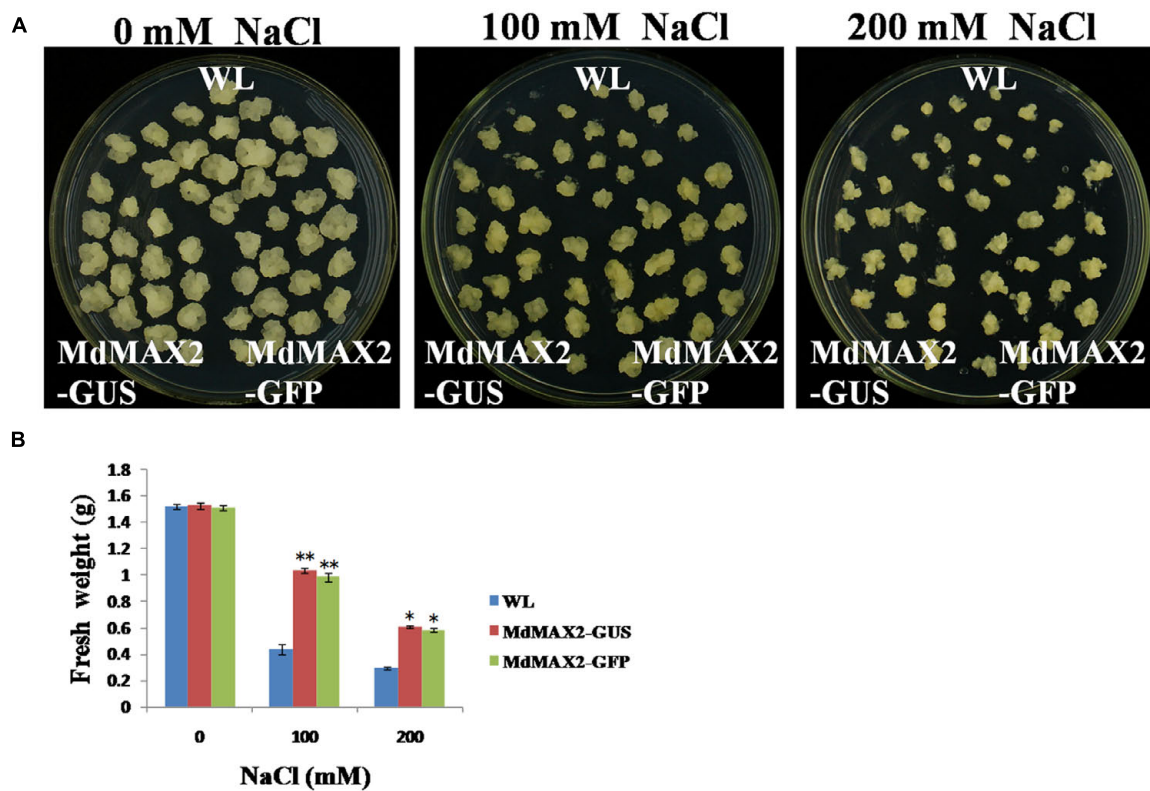 A
0 mM NaCl
100 mM NaCl
200 mM NaCl
WL
MdMAX2
-GUS
MdMAX2
-GFP
WL
MdMAX2
-GUS
MdMAX2
-GFP
WL
MdMAX2
-GUS
MdMAX2
-GFP
B
Fresh weight (g)
1.8
1.6
1.4
1.2
1
0.8
0.6
0.4
0.2
0
** **
* *
0 100 200
NaCl (mM)
WL
MdMAX2-GUS
MdMAX2-GFP